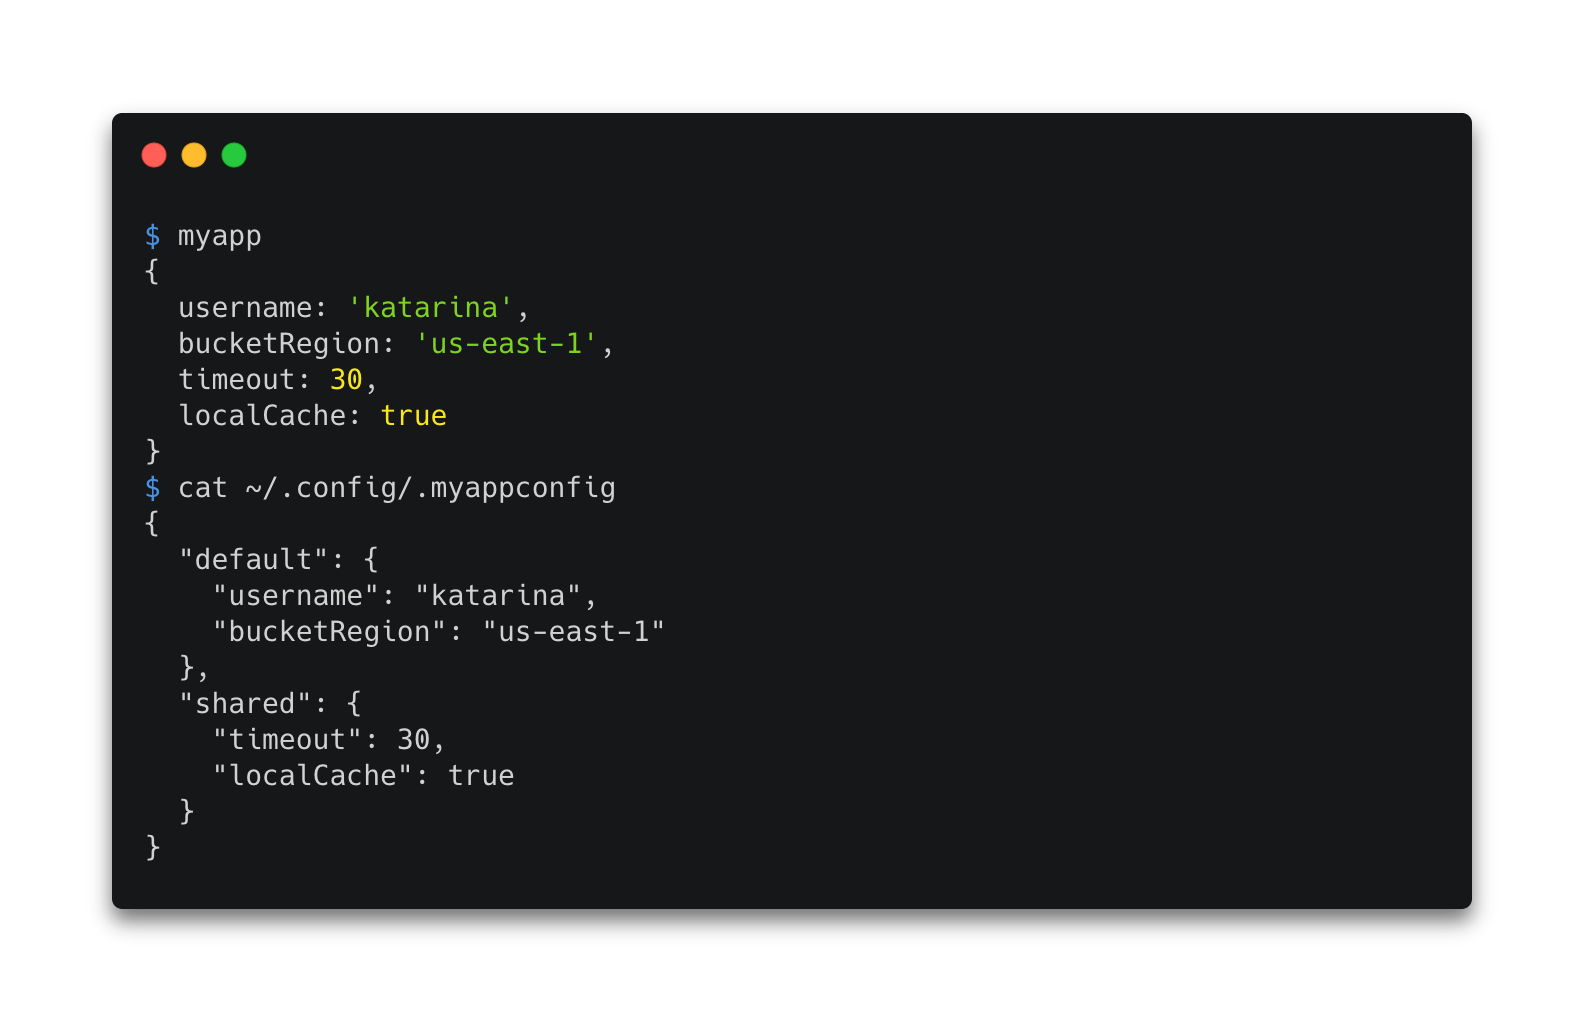 $ myapp
{
  username: 'katarina',
  bucketRegion: 'us-east-1',
  timeout: 30,
  localCache: true
}
$ cat ~/.config/.myappconfig
{
  "default": {
    "username": "katarina",
    "bucketRegion": "us-east-1"
  },
  "shared": {
    "timeout": 30,
    "localCache": true
  }
}